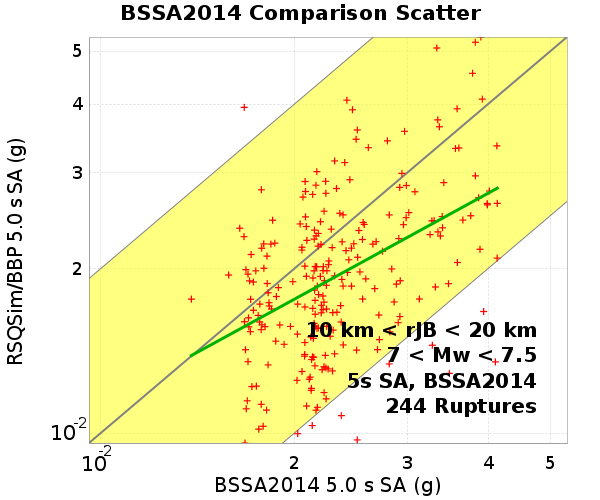 BSSA2014 Comparison Scatter
RSQSim/BBP 5.0 s SA (g)
5
4
3
2
10-2
10 km < rJB < 20 km
7 < Mw < 7.5
5s SA, BSSA2014
244 Ruptures
10-2 2 3 4 5
BSSA2014 5.0 s SA (g)